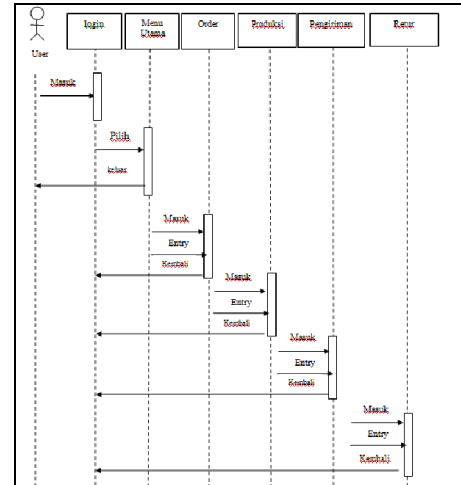 login
Menu
Utama
Order
Produksi
Pengiriman
Retur
User
Masuk
Pilih
keluar
Masuk
Entry
Kembali
Masuk
Entry
Kembali
Masuk
Entry
Kembali
Masuk
Entry
Kembali